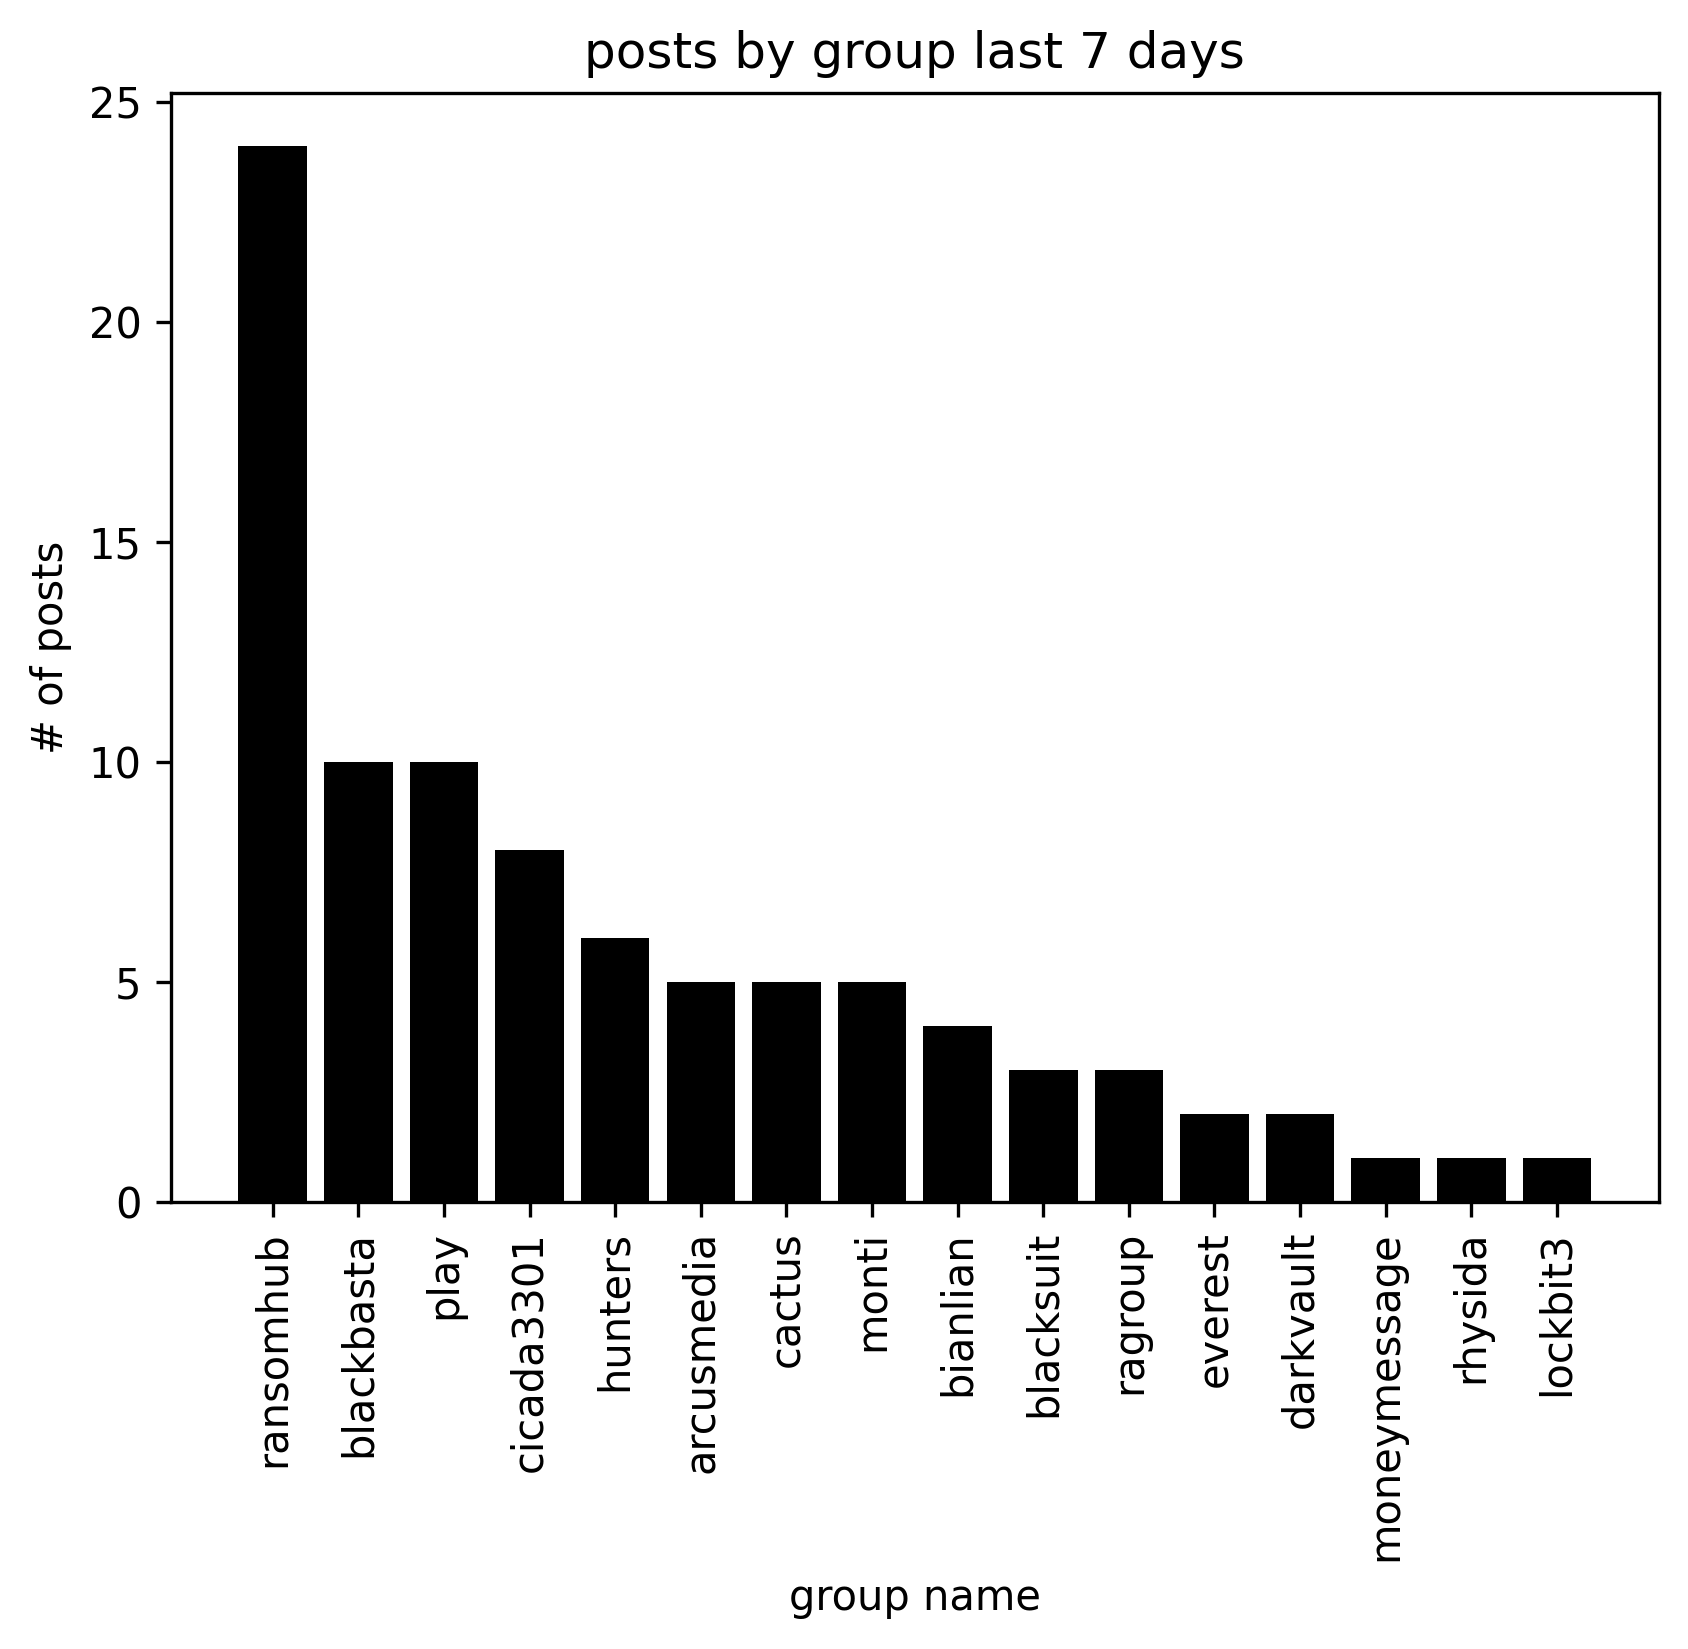 posts by group last 7 days
25
20
15
10
5
0
# of posts
ransomhub
blackbasta
play
cicada3301
hunters
arcusmedia
cactus
monti
bianlian
blacksuit
ragroup
everest
darkvault
moneymessage
rhysida
lockbit3
group name